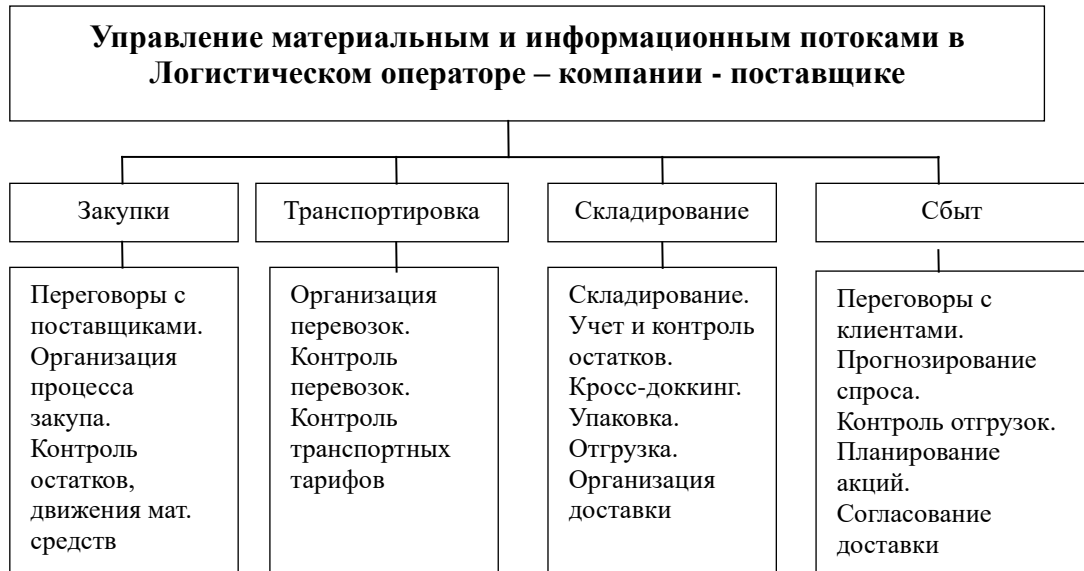 Управление материальным и информационным потоками в
Логистическом операторе – компании - поставщике
Закупки
Транспортировка
Складирование
Сбыт
Переговоры с
поставщиками.
Организация
процесса
закупа.
Контроль
остатков,
движения мат.
средств
Организация
перевозок.
Контроль
перевозок.
Контроль
транспортных
тарифов
Складирование.
Учет и контроль
остатков.
Кросс-доккинг.
Упаковка.
Отгрузка.
Организация
доставки
Переговоры с
клиентами.
Прогнозирование
спроса.
Контроль отгрузок.
Планирование
акций.
Согласование
доставки